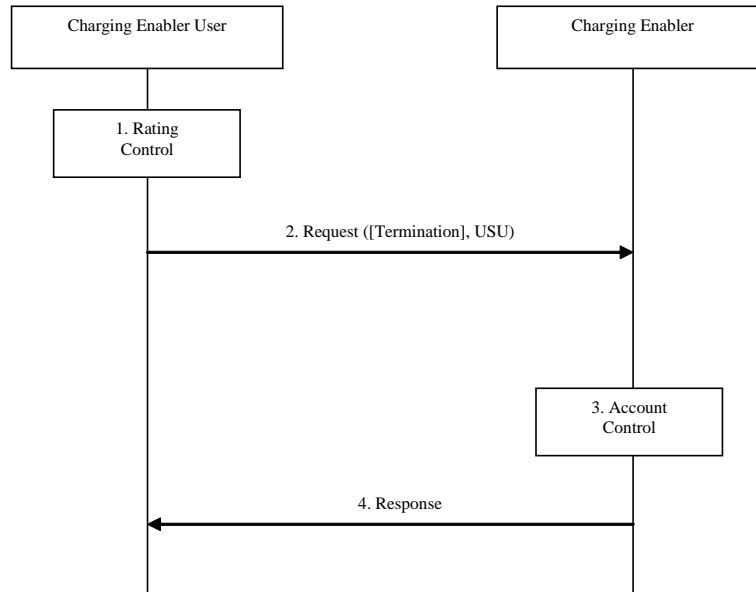 Charging Enabler User
Charging Enabler
1. Rating
Control
2. Request ([Termination], USU)
3. Account
Control
4. Response